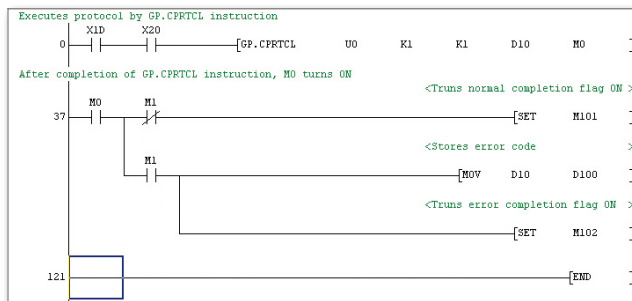 Executes protocol by GP.CPRTCL instruction
X1D X20
0 [GP.CPRTCL U0 K1 K1 D10 M0 ]
After completion of GP.CPRTCL instruction, M0 turns ON
<Truns normal completion flag ON >
M0 M1
37 [SET M101 ]
<Stores error code >
M1
[MOV D10 D100 ]
<Truns error completion flag ON >
[SET M102 ]
121 [END ]